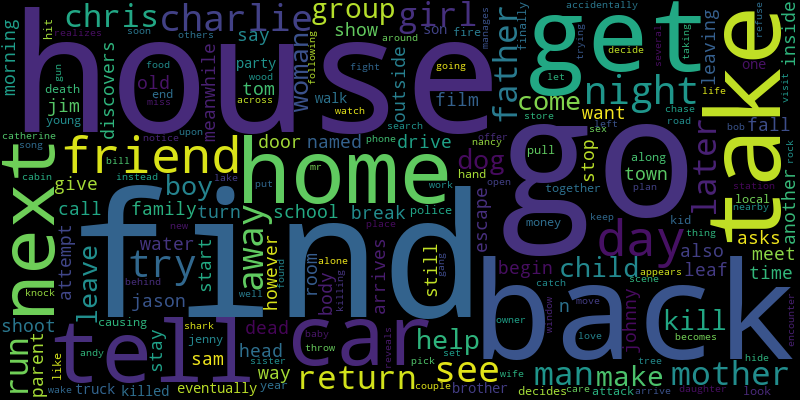 morning
chris
charlie
group
girl
accidentally
hit
realizes
soon
others
say
show
son
fire
manages
decide
several
taking
refuse
inside
house
get
take
discovers
meanwhile
woman
following
around
party
father
going
let
trying
leaving
visit
one
gun
food
wood
outside
fight
night
death
old
end
tom
across
walk
film
come
store
chase
life
jim
miss
watch
want
road
young
later
bob
fall
catherine
song
notice
upon
search
offer
sex
left
rock
next
friend
door
named
phone
drive
nancy
pull
stop
along
another
cabin
bill
instead
lake
home
dog
go
town
station
local
nearby
mr
hand
plan
give
boy
put
work
open
together
call
family
turn
school
break
police
escape
money
keep
kid
day
thing
asks
meet
attempt
new
away
place
water
start
find
however
room
still
begin
child
also
leaf
time
leave
try
behind
alone
arrives
body
killing
gang
appears
scene
knock
jason
well
found
catch
n
move
johnny
encounter
shoot
causing
shark
dead
baby
reveals
owner
window
back
kill
becomes
run
tell
car
help
love
parent
like
andy
stay
jenny
throw
tree
hide
sam
head
way
pick
set
see
man
make
mother
sister
return
wife
wake
truck
killed
eventually
year
couple
brother
decides
care
attack
arrive
daughter
look